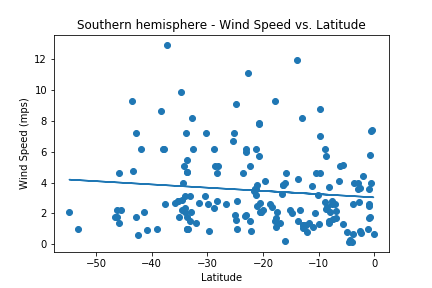 Southern hemisphere - Wind Speed vs. Latitude
12
10
8
6
4
2
0
Wind Speed (mps)
−50 −40 −30 −20 −10 0
Latitude